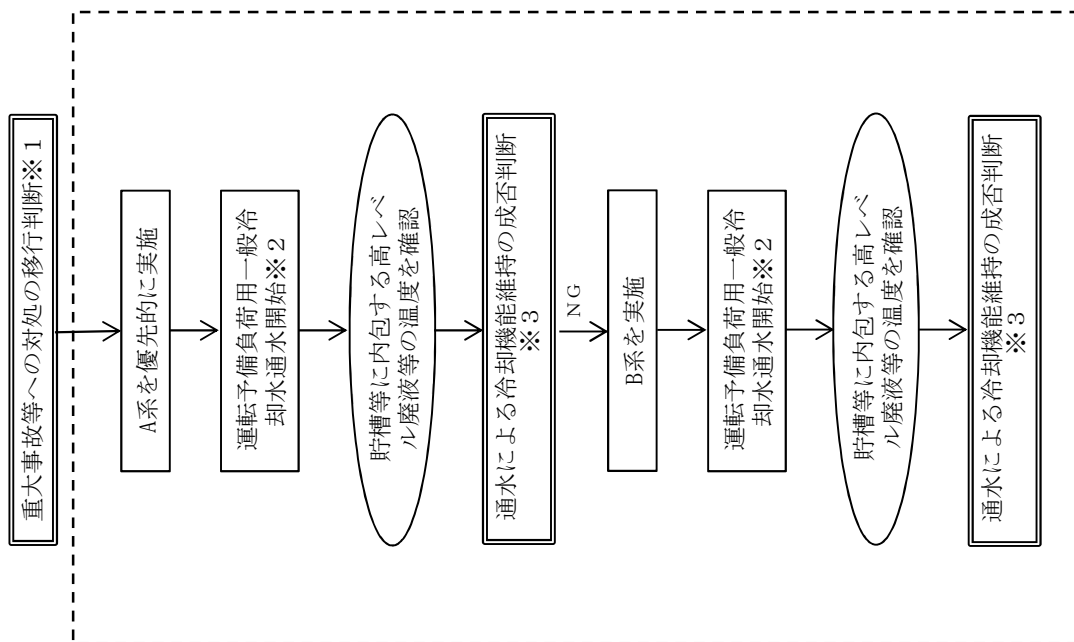 重大事故等への対処の移行判断※１
A系を優先的に実施
運転予備負荷用一般冷
却水通水開始※２
貯槽等に内包する高レベ
ル廃液等の温度を確認
通水による冷却機能維持の成否判断
※３
NG
B系を実施
運転予備負荷用一般冷
却水通水開始※２
貯槽等に内包する高レベ
ル廃液等の温度を確認
通水による冷却機能維持の成否判断
※３